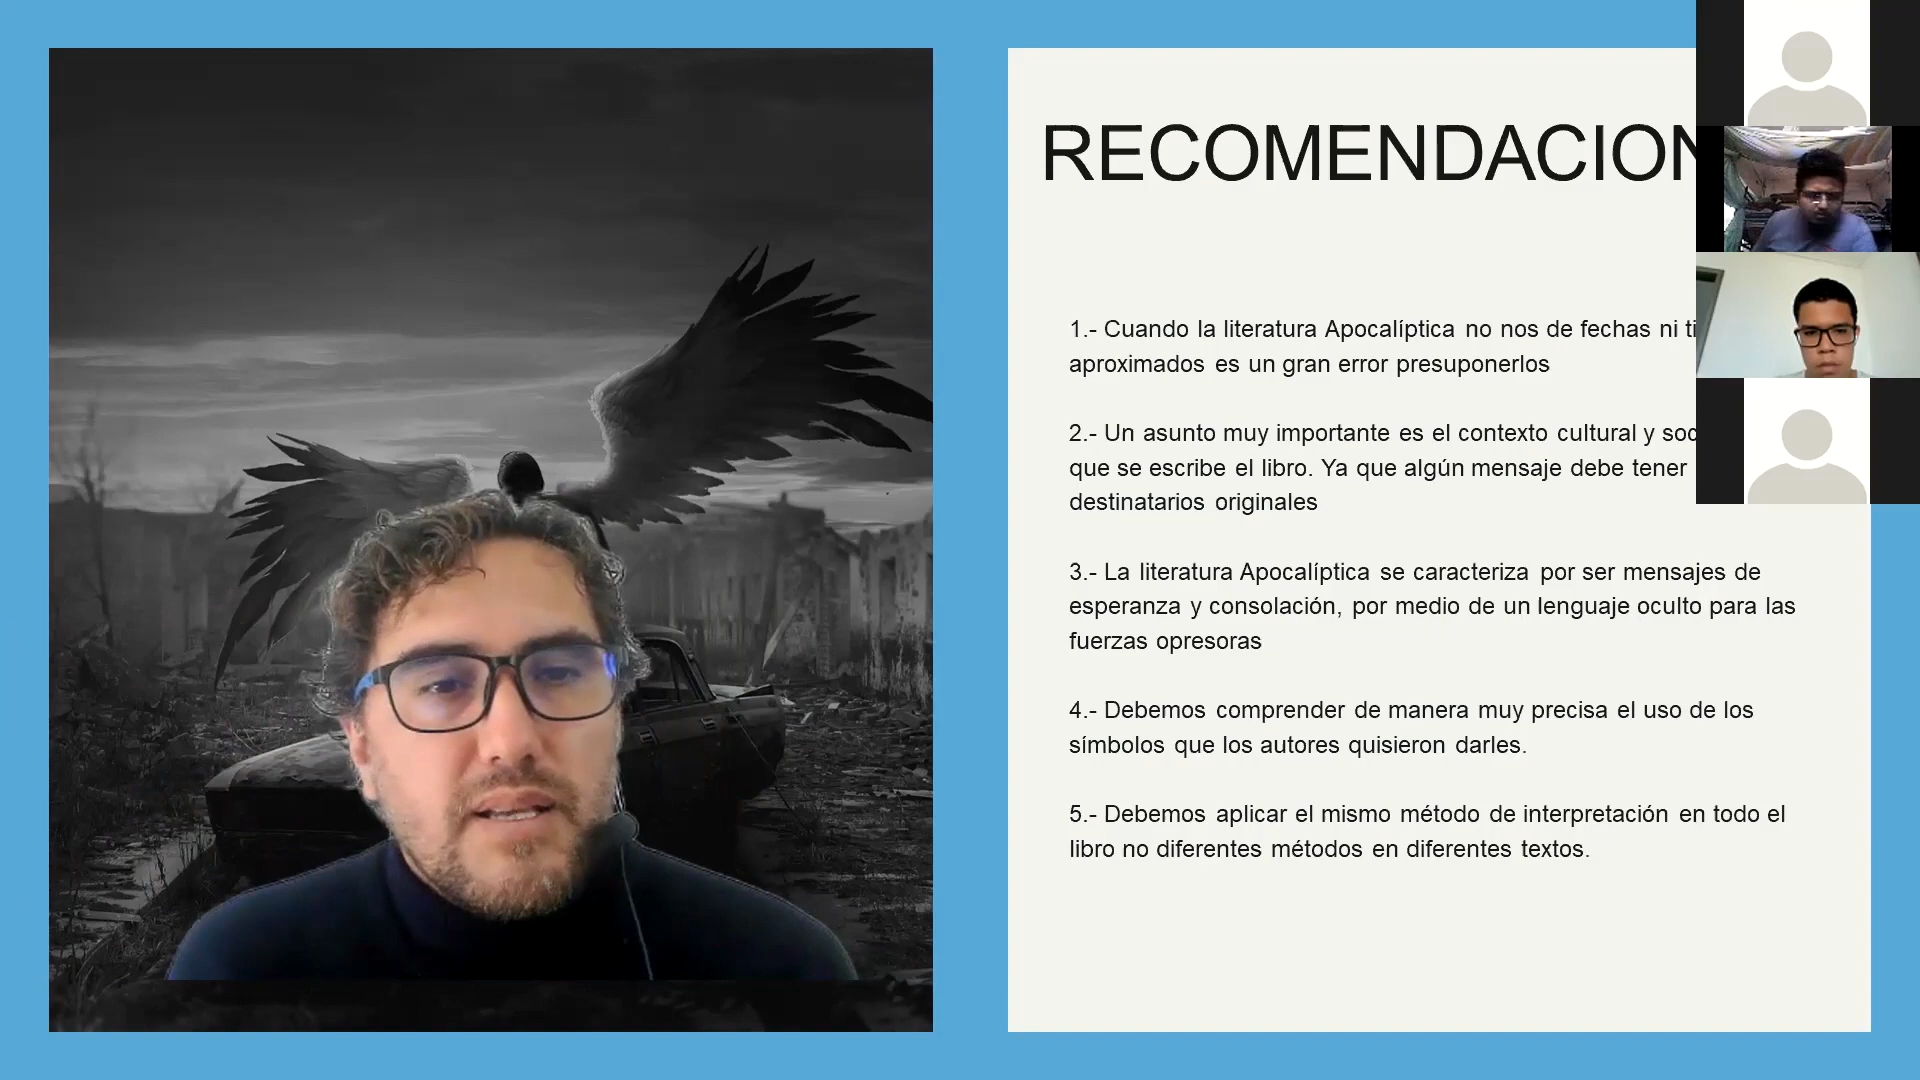 RECOMENDACION
1.- Cuando la literatura Apocalíptica no nos de fechas ni
aproximados es un gran error presuponerlos
2.- Un asunto muy importante es el contexto cultural y
que se escribe el libro. Ya que algún mensaje debe tener
destinatarios originales
3.- La literatura Apocalíptica se caracteriza por ser mensajes de
esperanza y consolación, por medio de un lenguaje oculto para las
fuerzas opresoras
4.- Debemos comprender de manera muy precisa el uso de los
símbolos que los autores quisieron darles.
5.- Debemos aplicar el mismo método de interpretación en todo el
libro no diferentes métodos en diferentes textos.